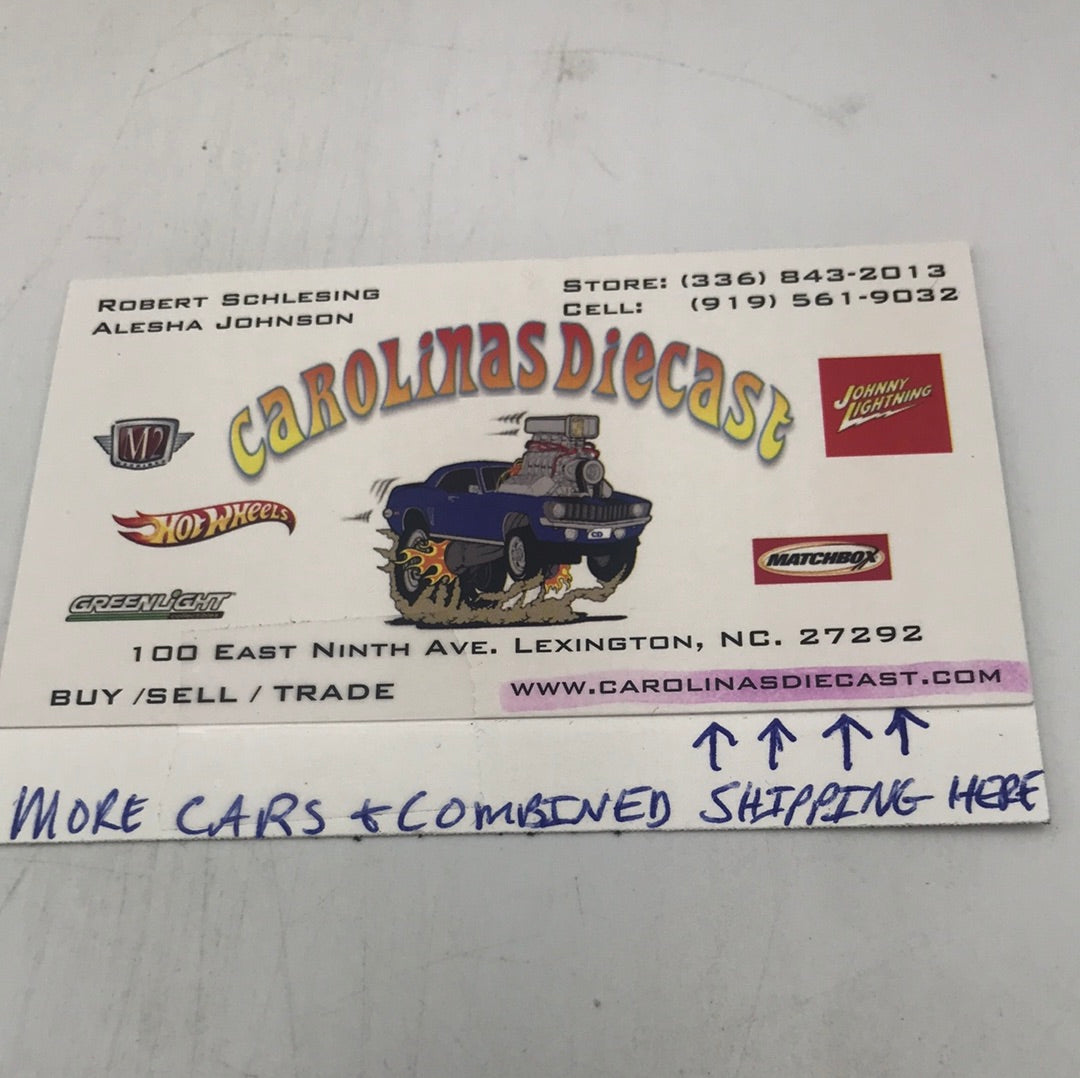 ROBERT SCHLESING
ALESHA JOHNSON
STORE: (336) 843-2013
CELL: (919) 561-9032
CAROLINAS DIECAST
M2
JOHNNY
LIGHTNING
HOT WHEELS
CD
MATCHBOX
GREENLIGHT
100 EAST NINTH AVE. LEXINGTON, NC. 27292
BUY /SELL / TRADE
WWW.CAROLINASDIECAST.COM
↑ ↑ ↑ ↑
MORE CARS & COMBINED SHIPPING HERE